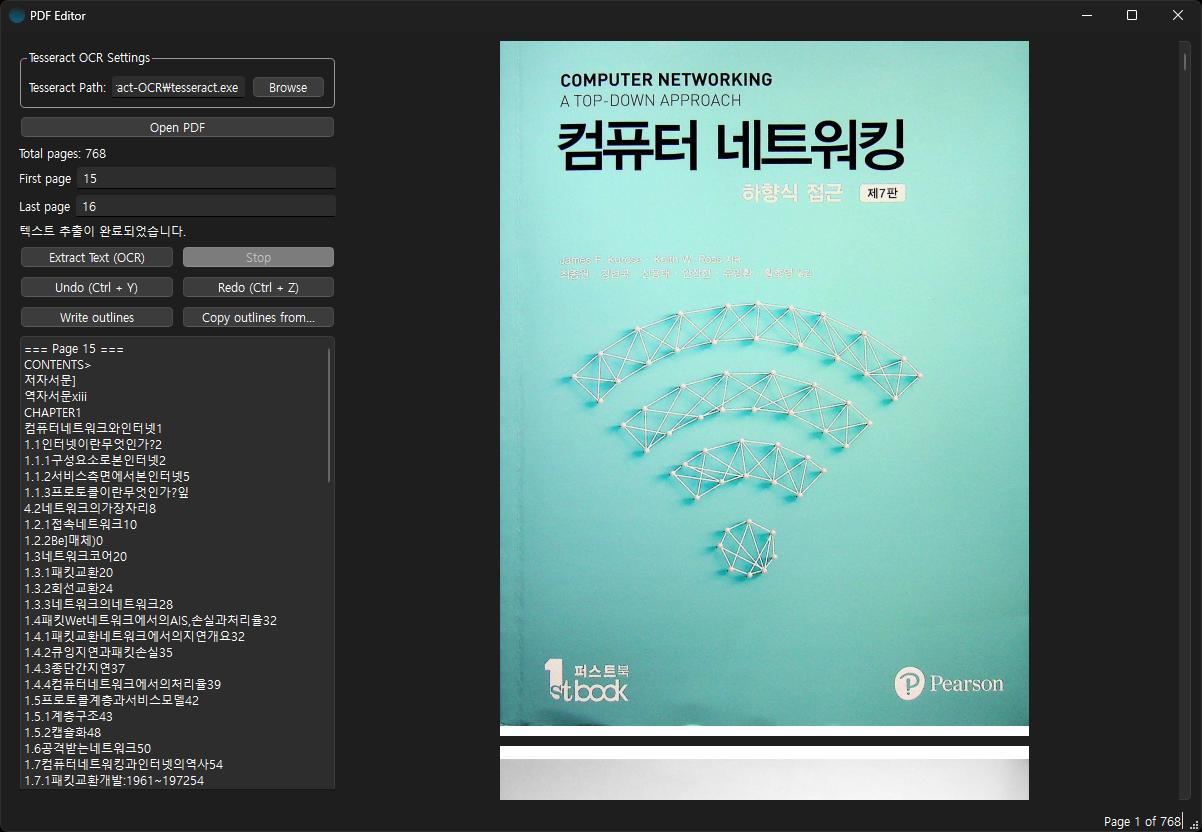 PDF Editor
Tesseract OCR Settings
Tesseract Path: :act-OCR₩tesseract.exe Browse
Open PDF
Total pages: 768
First page 15
Last page 16
텍스트 추출이 완료되었습니다.
Extract Text (OCR) Stop
Undo (Ctrl + Y) Redo (Ctrl + Z)
Write outlines Copy outlines from...
=== Page 15 ===
CONTENTS>
저자서문]
역자서문xiii
CHAPTER1
컴퓨터네트워크와인터넷1
1.1인터넷이란무엇인가?2
1.1.1구성요소로본인터넷2
1.1.2서비스측면에서본인터넷5
1.1.3프로토콜이란무엇인가?잎
4.2네트워크의가장자리8
1.2.1접속네트워크10
1.2.2Be]매체)0
1.3네트워크코어20
1.3.1패킷교환20
1.3.2회선교환24
1.3.3네트워크의네트워크28
1.4패킷Wet네트워크에서의AIS,손실과처리율32
1.4.1패킷교환네트워크에서의지연개요32
1.4.2큐잉지연과패킷손실35
1.4.3종단간지연37
1.4.4컴퓨터네트워크에서의처리율39
1.5프로토콜계층과서비스모델42
1.5.1계층구조43
1.5.2캡슐화48
1.6공격받는네트워크50
1.7컴퓨터네트워킹과인터넷의역사54
1.7.1패킷교환개발:1961~197254
COMPUTER NETWORKING
A TOP-DOWN APPROACH
컴퓨터 네트워킹
하향식 접근 제7판
James F. Kurose · Keith W. Ross 지음
최종원 · 강현국 · 신용태 · 안상현 · 유명환 · 옮김
1st book 퍼스트북
Pearson
Page 1 of 768